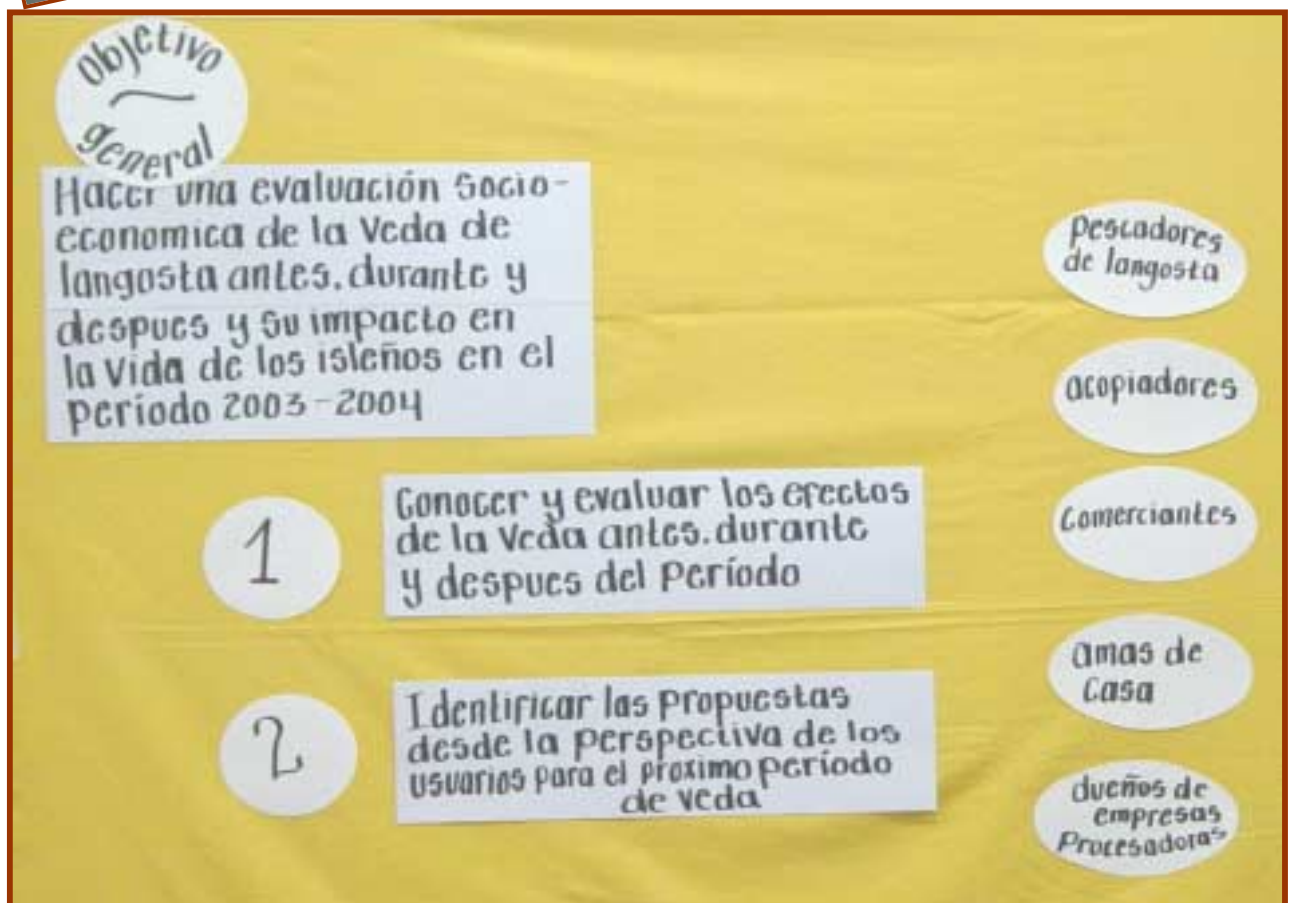 Objetivo
general
Hacer una evaluación Socio-
economica de la Veda de
langosta antes, durante y
despues y su impacto en
la vida de los isleños en el
período 2003-2004
1
Conocer y evaluar los efectos
de la Veda antes, durante
y despues del Período
2
Identificar las Propuestas
desde la perspectiva de los
usuarios para el proximo período
de veda
Pescadores
de langosta
acopiadores
Comerciantes
amas de
Casa
dueños de
empresas
Procesadoras